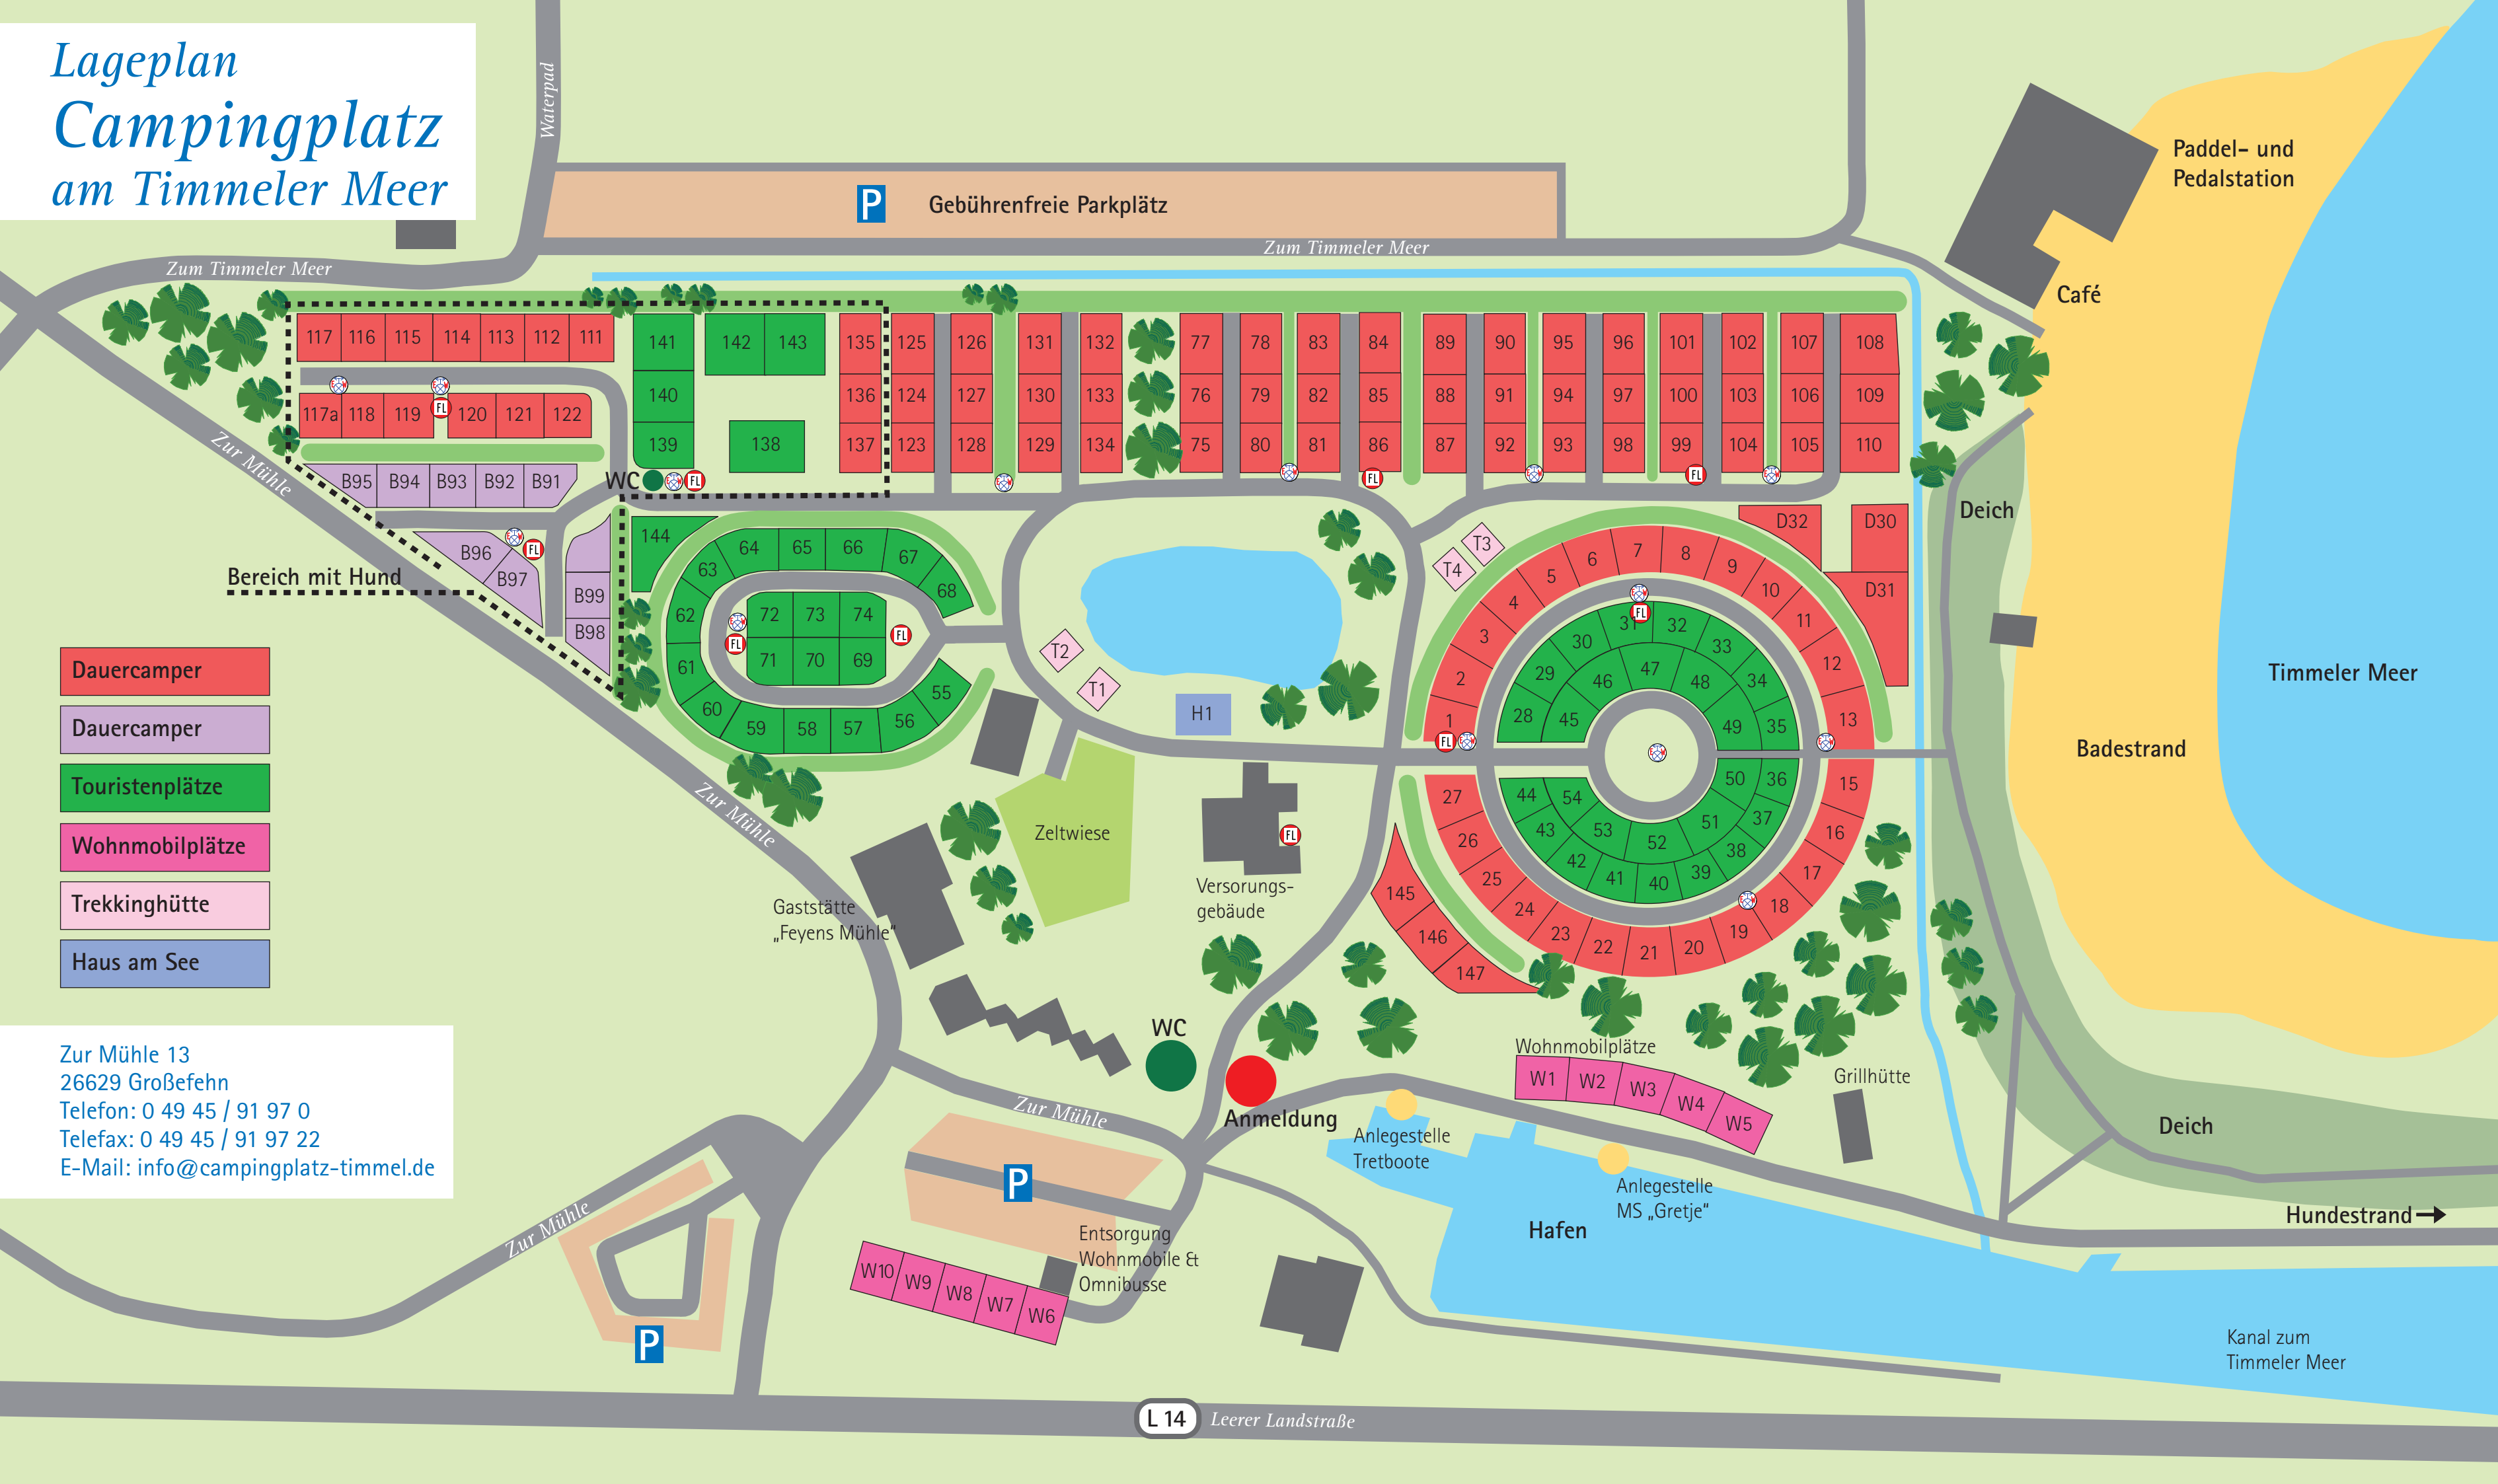 Lageplan
Campingplatz
am Timmeler Meer
Waterpad
P Gebührenfreie Parkplätz
Zum Timmeler Meer
Zum Timmeler Meer
Paddel- und
Pedalstation
Café
117 116 115 114 113 112 111
141 142 143 135 125 126 131 132 77 78 83 84 89 90 95 96 101 102 107 108
140 136 124 127 130 133 76 79 82 85 88 91 94 97 100 103 106 109
117a 118 119 FL 120 121 122
139 138 137 123 128 129 134 75 80 81 86 87 92 93 98 99 104 105 110
Zur Mühle
B95 B94 B93 B92 B91
WC FL FL FL
B96 B97 FL
B99
B98
Bereich mit Hund
144
64 65 66 67 68
63 62 61 60 59 58 57 56 55
72 73 74
71 70 69
FL FL
T3
T4
T2
T1
H1
D32 D30
D31
Deich
1 2 3 4 5 6 7 8 9 10 11 12 13
FL
FL
28 29 30 31 32 33 34 35
45 46 47 48 49
15 16 17 18 19 20 21 22 23 24 25 26 27
50 51 52 53 54
36 37 38 39 40 41 42 43 44
145
146
147
Timmeler Meer
Badestrand
Dauercamper
Dauercamper
Touristenplätze
Wohnmobilplätze
Trekkinghütte
Haus am See
Zur Mühle
Zeltwiese
FL
Versorungs-
gebäude
Gaststätte
„Feyens Mühle“
WC
Anmeldung
Zur Mühle
Wohnmobilplätze
W1 W2 W3 W4 W5
Grillhütte
Anlegestelle
Tretboote
Anlegestelle
MS „Gretje“
Hafen
Deich
Hundestrand
Zur Mühle 13
26629 Großefehn
Telefon: 0 49 45 / 91 97 0
Telefax: 0 49 45 / 91 97 22
E-Mail: info@campingplatz-timmel.de
Zur Mühle
P
P
Entsorgung
Wohnmobile &
Omnibusse
W10 W9 W8 W7 W6
Kanal zum
Timmeler Meer
L 14 Leerer Landstraße